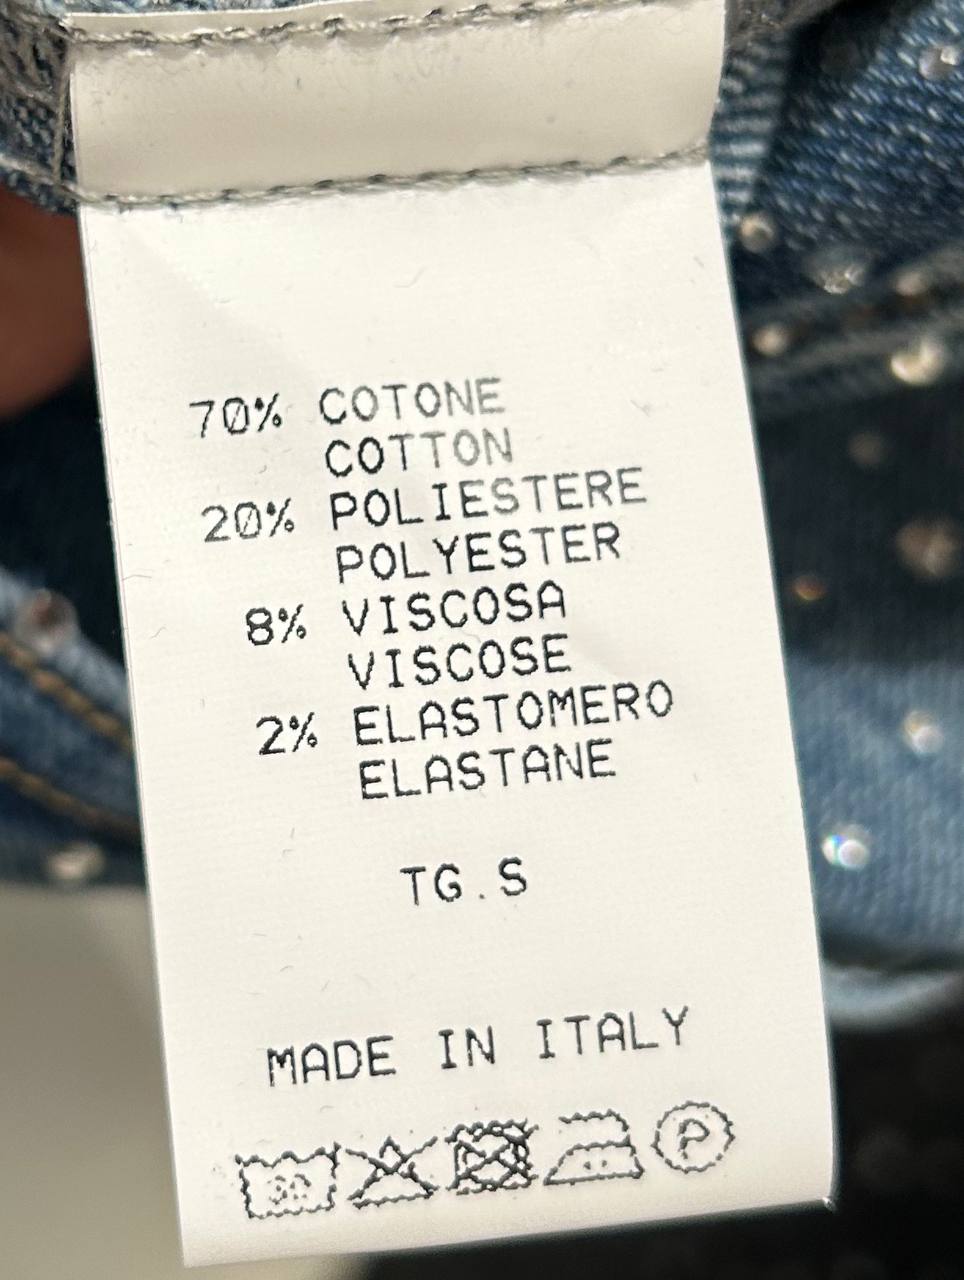 70% COTONE
COTTON
20% POLIESTERE
POLYESTER
8% VISCOSA
VISCOSE
2% ELASTOMERO
ELASTANE
TG.S
MADE IN ITALY
30 P